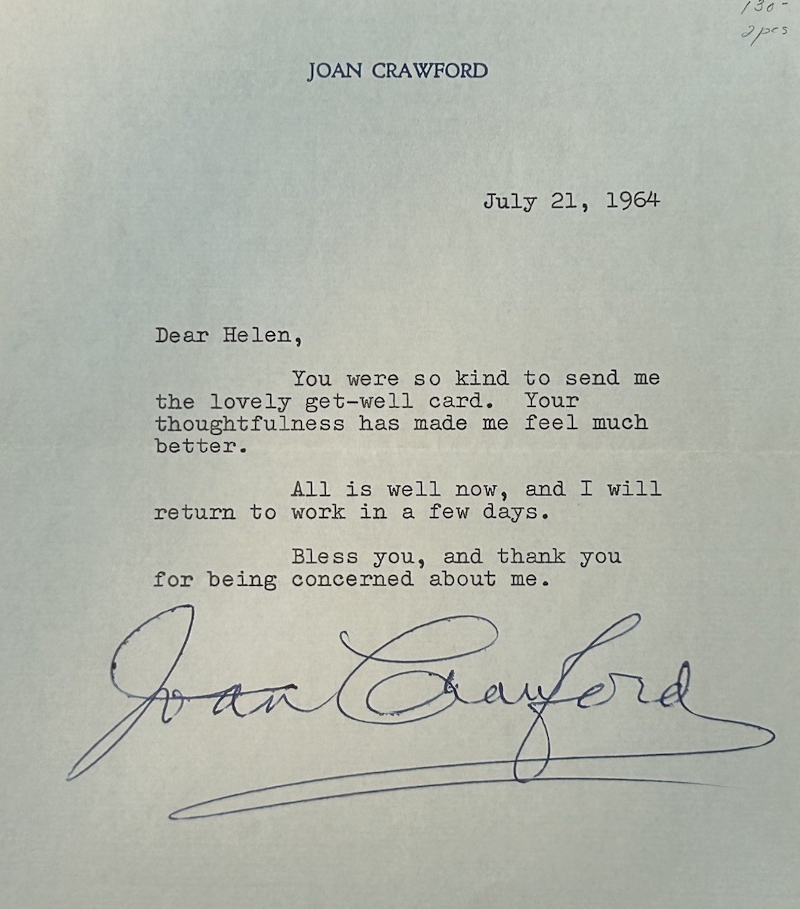 130-
2pcs
JOAN CRAWFORD
July 21, 1964
Dear Helen,
You were so kind to send me
the lovely get-well card. Your
thoughtfulness has made me feel much
better.
All is well now, and I will
return to work in a few days.
Bless you, and thank you
for being concerned about me.
Joan Crawford